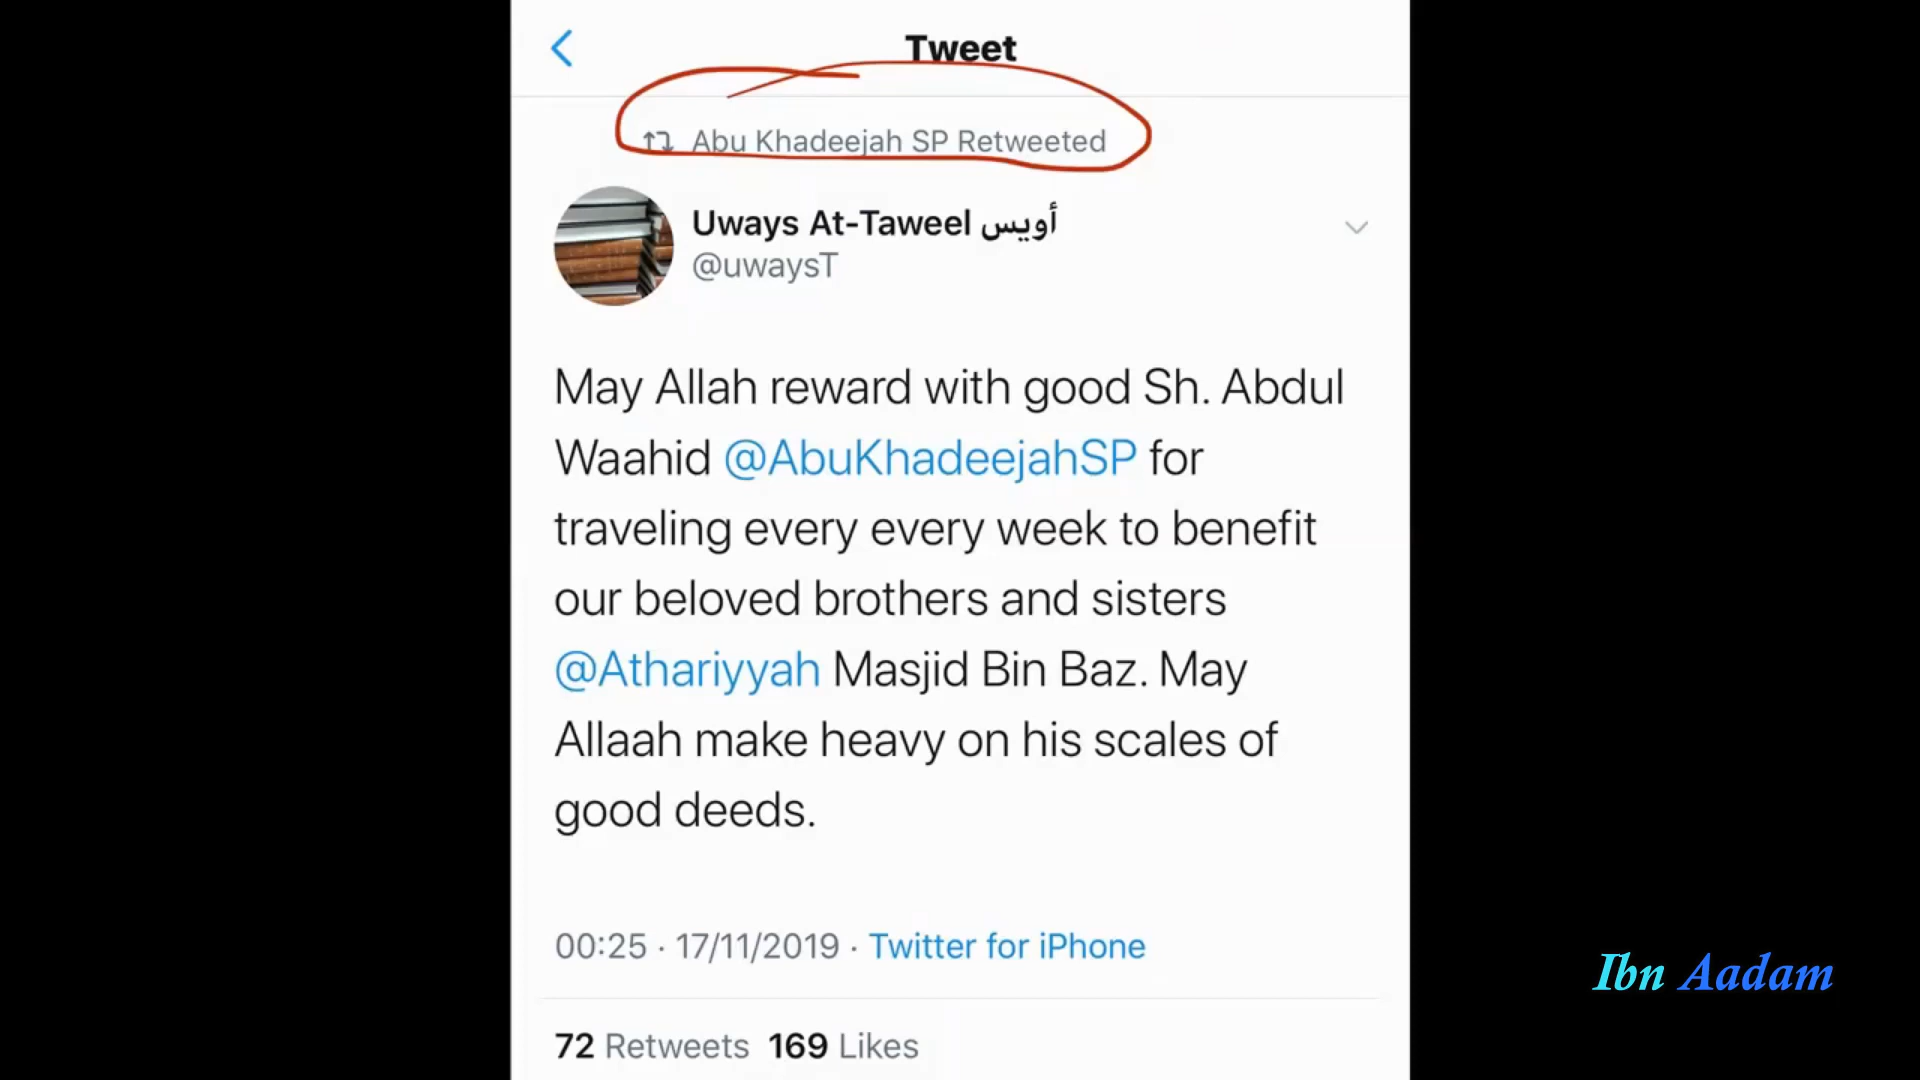 Tweet
Abu Khadeejah SP Retweeted
Uways At-Taweel أويس
@uwaysT
May Allah reward with good Sh. Abdul
Waahid @AbuKhadeejahSP for
traveling every every week to benefit
our beloved brothers and sisters
@Athariyyah Masjid Bin Baz. May
Allaah make heavy on his scales of
good deeds.
00:25 · 17/11/2019 · Twitter for iPhone
72 Retweets 169 Likes
Ibn Aadam